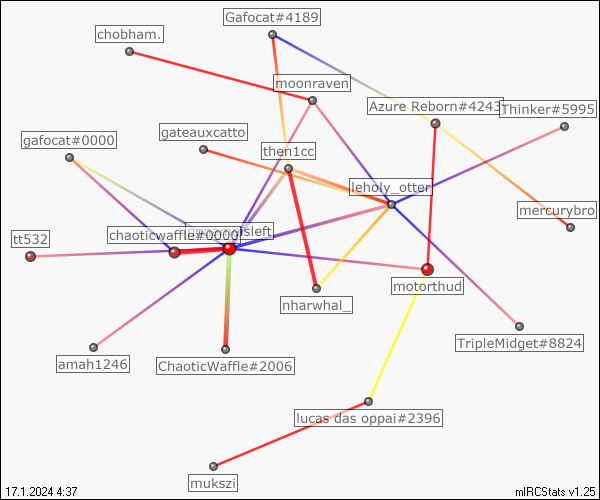 Gafocat#4189
chobham.
moonraven
Azure Reborn#4243
Thinker#5995
gateauxcatto
gafocat#0000
then1cc
leholy_otter
mercurybro
tt532
chaoticwaffle#0000
motorthud
nharwhal_
TripleMidget#8824
amah1246
ChaoticWaffle#2006
lucas das oppai#2396
mukszi
17.1.2024 4:37
mIRCStats v1.25